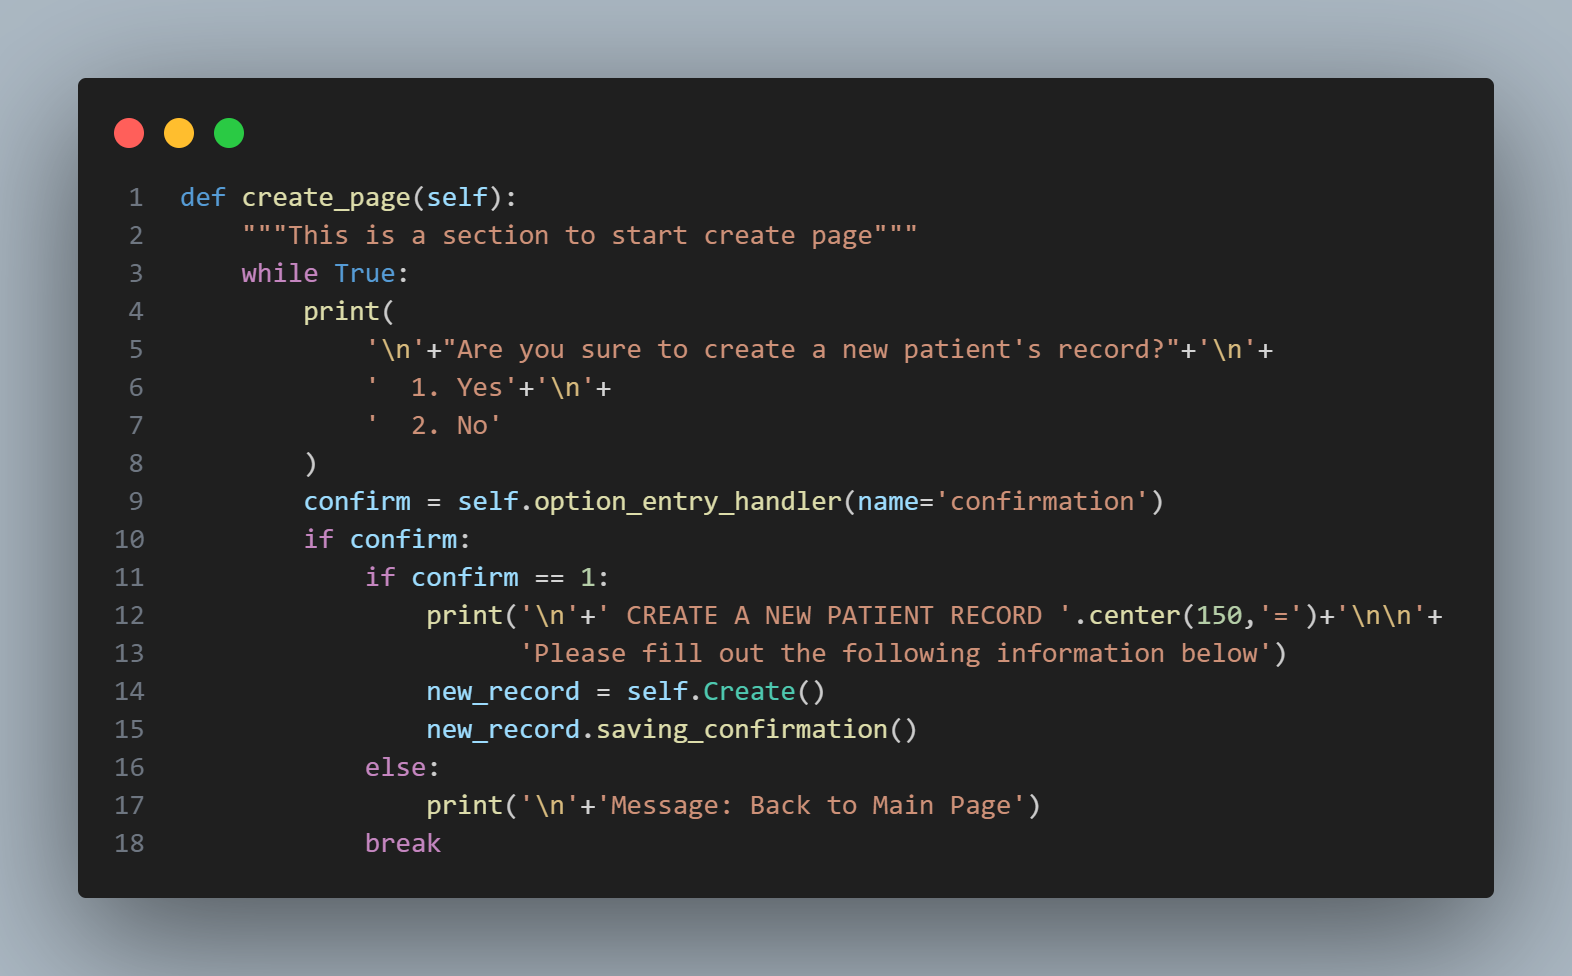 1 def create_page(self):
2     """This is a section to start create page"""
3     while True:
4         print(
5             '\n'+"Are you sure to create a new patient's record?"+'\n'+
6             '  1. Yes'+'\n'+
7             '  2. No'
8         )
9         confirm = self.option_entry_handler(name='confirmation')
10         if confirm:
11             if confirm == 1:
12                 print('\n'+' CREATE A NEW PATIENT RECORD '.center(150,'=')+'\n\n'+
13                       'Please fill out the following information below')
14                 new_record = self.Create()
15                 new_record.saving_confirmation()
16             else:
17                 print('\n'+'Message: Back to Main Page')
18             break